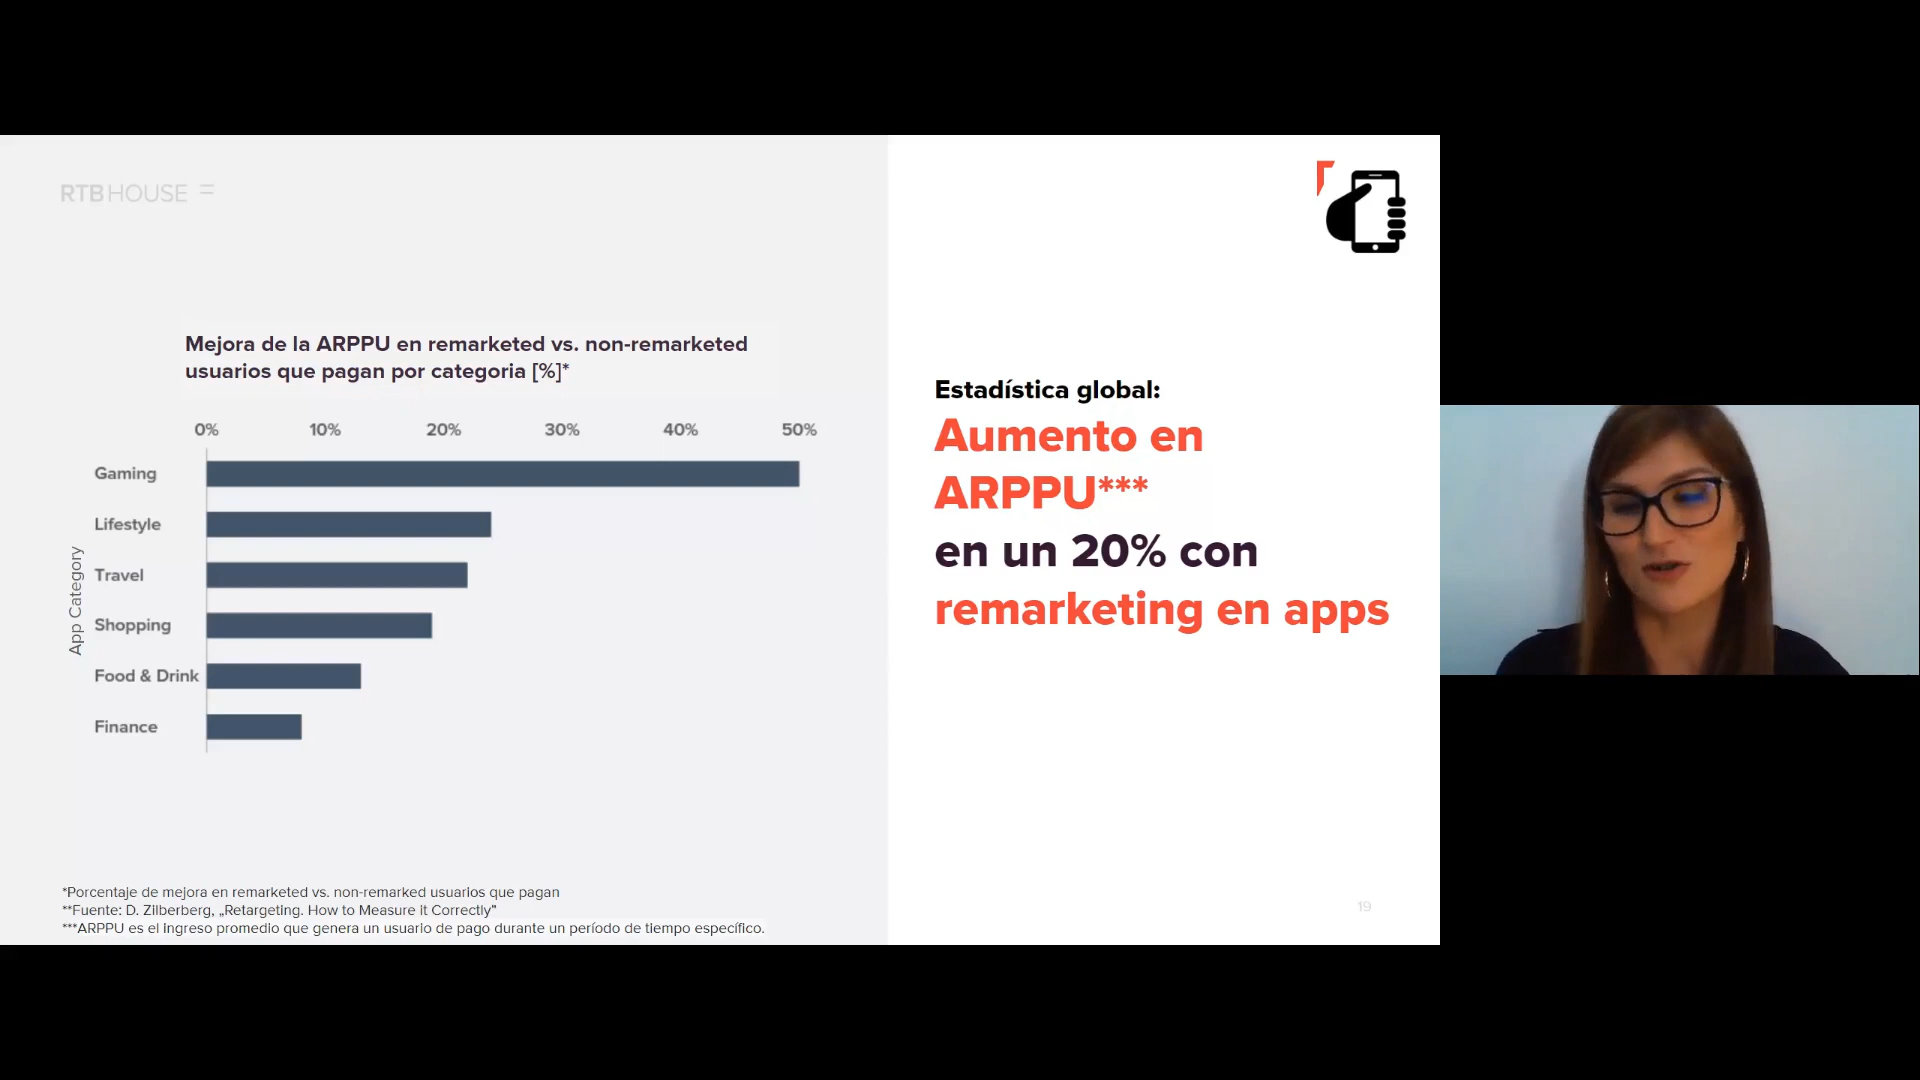 RTBHOUSE
Mejora de la ARPPU en remarketed vs. non-remarketed
usuarios que pagan por categoria [%]*
0% 10% 20% 30% 40% 50%
App Category
Gaming
Lifestyle
Travel
Shopping
Food & Drink
Finance
*Porcentaje de mejora en remarketed vs. non-remarked usuarios que pagan
**Fuente: D. Zilberberg, „Retargeting. How to Measure it Correctly”
***ARPPU es el ingreso promedio que genera un usuario de pago durante un período de tiempo específico.
Estadística global:
Aumento en
ARPPU***
en un 20% con
remarketing en apps
19